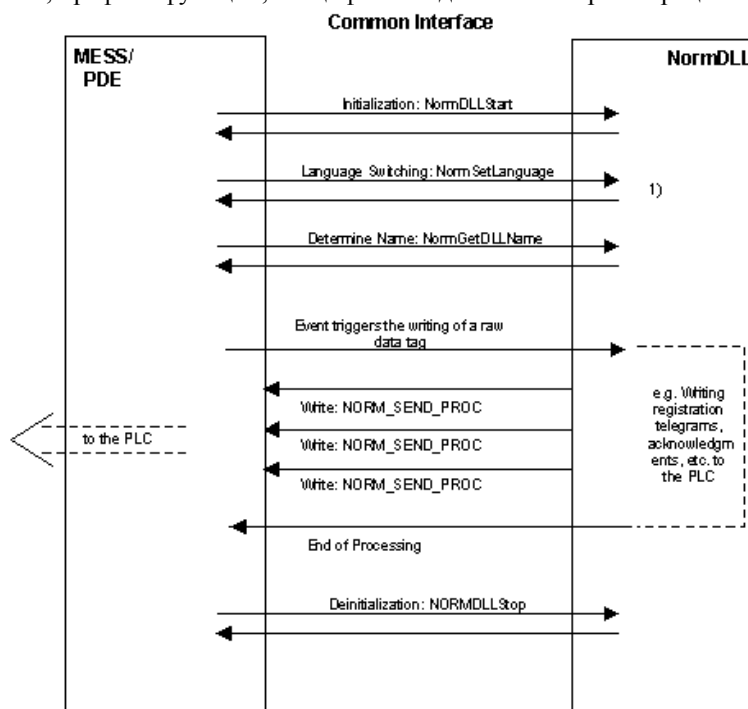 Common Interface
MESS/
PDE
NormDLL
Initialization: NormDLLStart
Language Switching: NormSetLanguage
1)
Determine Name: NormGetDLLName
Event triggers the writing of a raw
data tag
Write: NORM_SEND_PROC
to the PLC
Write: NORM_SEND_PROC
Write: NORM_SEND_PROC
e.g. Writing
registration
telegrams,
acknowledgm
ents, etc. to
the PLC
End of Processing
Deinitialization: NORMDLLStop